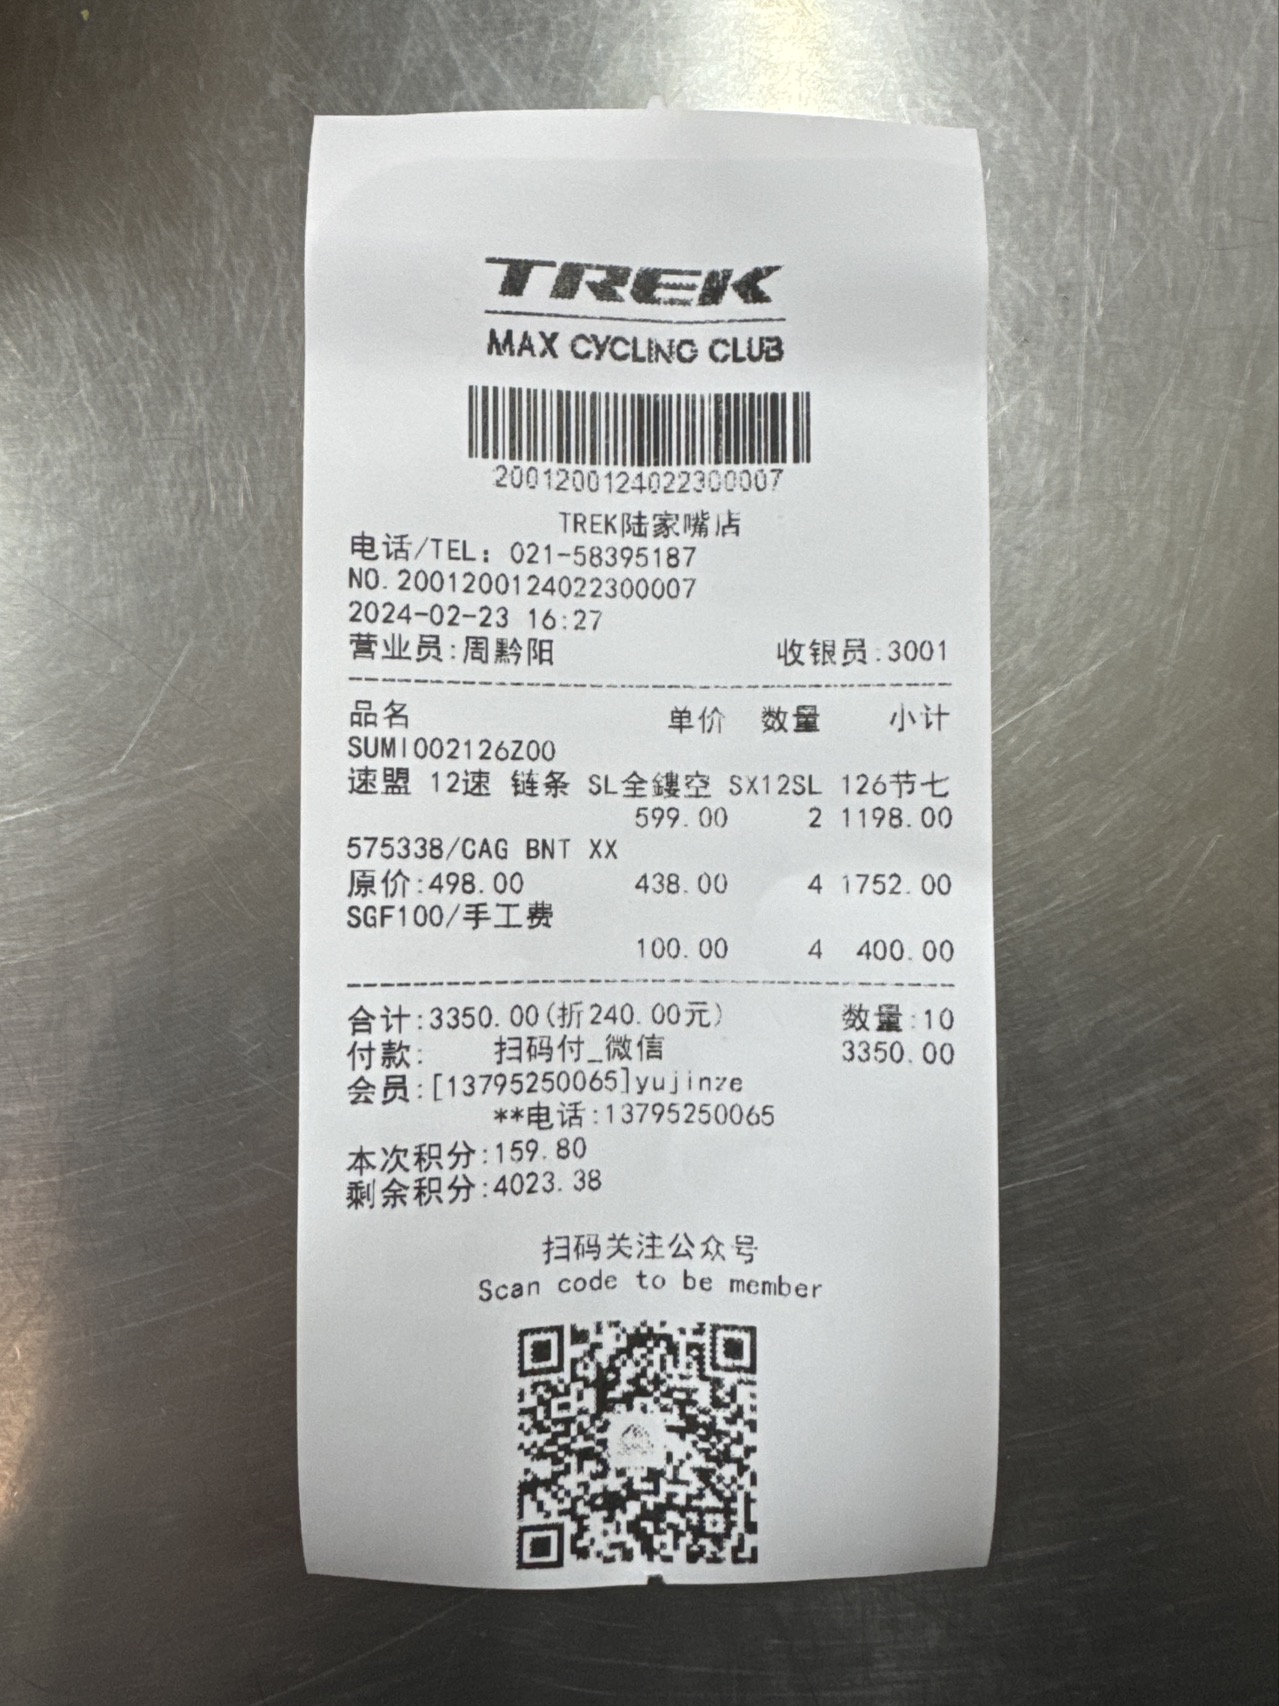 TREK
MAX CYCLING CLUB
2001200124022300007
TREK陆家嘴店
电话/TEL: 021-58395187
NO.2001200124022300007
2024-02-23 16:27
营业员:周黔阳 收银员:3001
品名 单价 数量 小计
SUMI002126Z00
速盟 12速 链条 SL全鏤空 SX12SL 126节七
599.00 2 1198.00
575338/CAG BNT XX
原价:498.00 438.00 4 1752.00
SGF100/手工费
100.00 4 400.00
合计:3350.00(折240.00元) 数量:10
付款: 扫码付_微信 3350.00
会员:[13795250065]yujinze
**电话:13795250065
本次积分:159.80
剩余积分:4023.38
扫码关注公众号
Scan code to be member